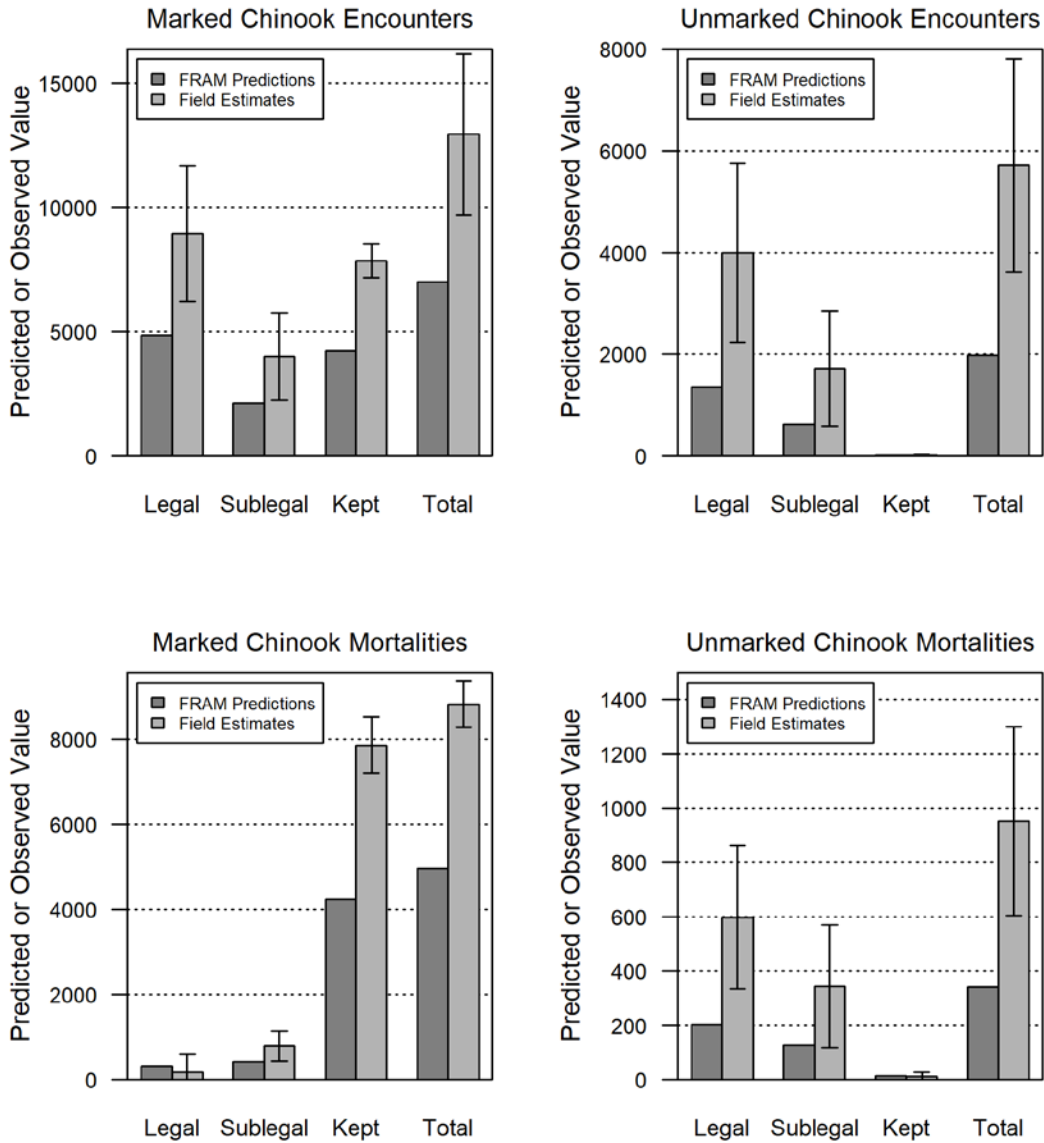 Marked Chinook Encounters
Predicted or Observed Value
15000
10000
5000
0
FRAM Predictions
Field Estimates
Legal Sublegal Kept Total
Unmarked Chinook Encounters
Predicted or Observed Value
8000
6000
4000
2000
0
FRAM Predictions
Field Estimates
Legal Sublegal Kept Total
Marked Chinook Mortalities
Predicted or Observed Value
8000
6000
4000
2000
0
FRAM Predictions
Field Estimates
Legal Sublegal Kept Total
Unmarked Chinook Mortalities
Predicted or Observed Value
1400
1200
1000
800
600
400
200
0
FRAM Predictions
Field Estimates
Legal Sublegal Kept Total